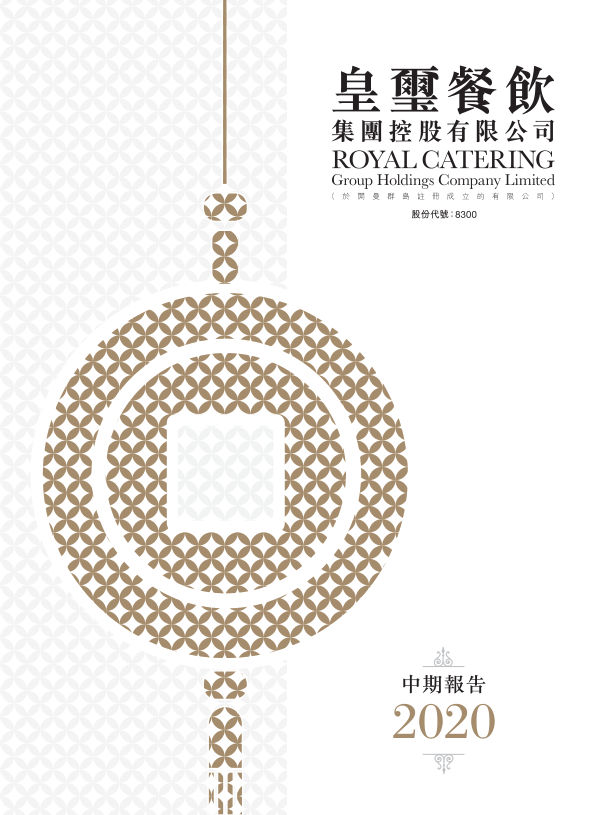 皇璽餐飲
集團控股有限公司
ROYAL CATERING
Group Holdings Company Limited
(於開曼群島註冊成立的有限公司)
股份代號：8300
中期報告
2020